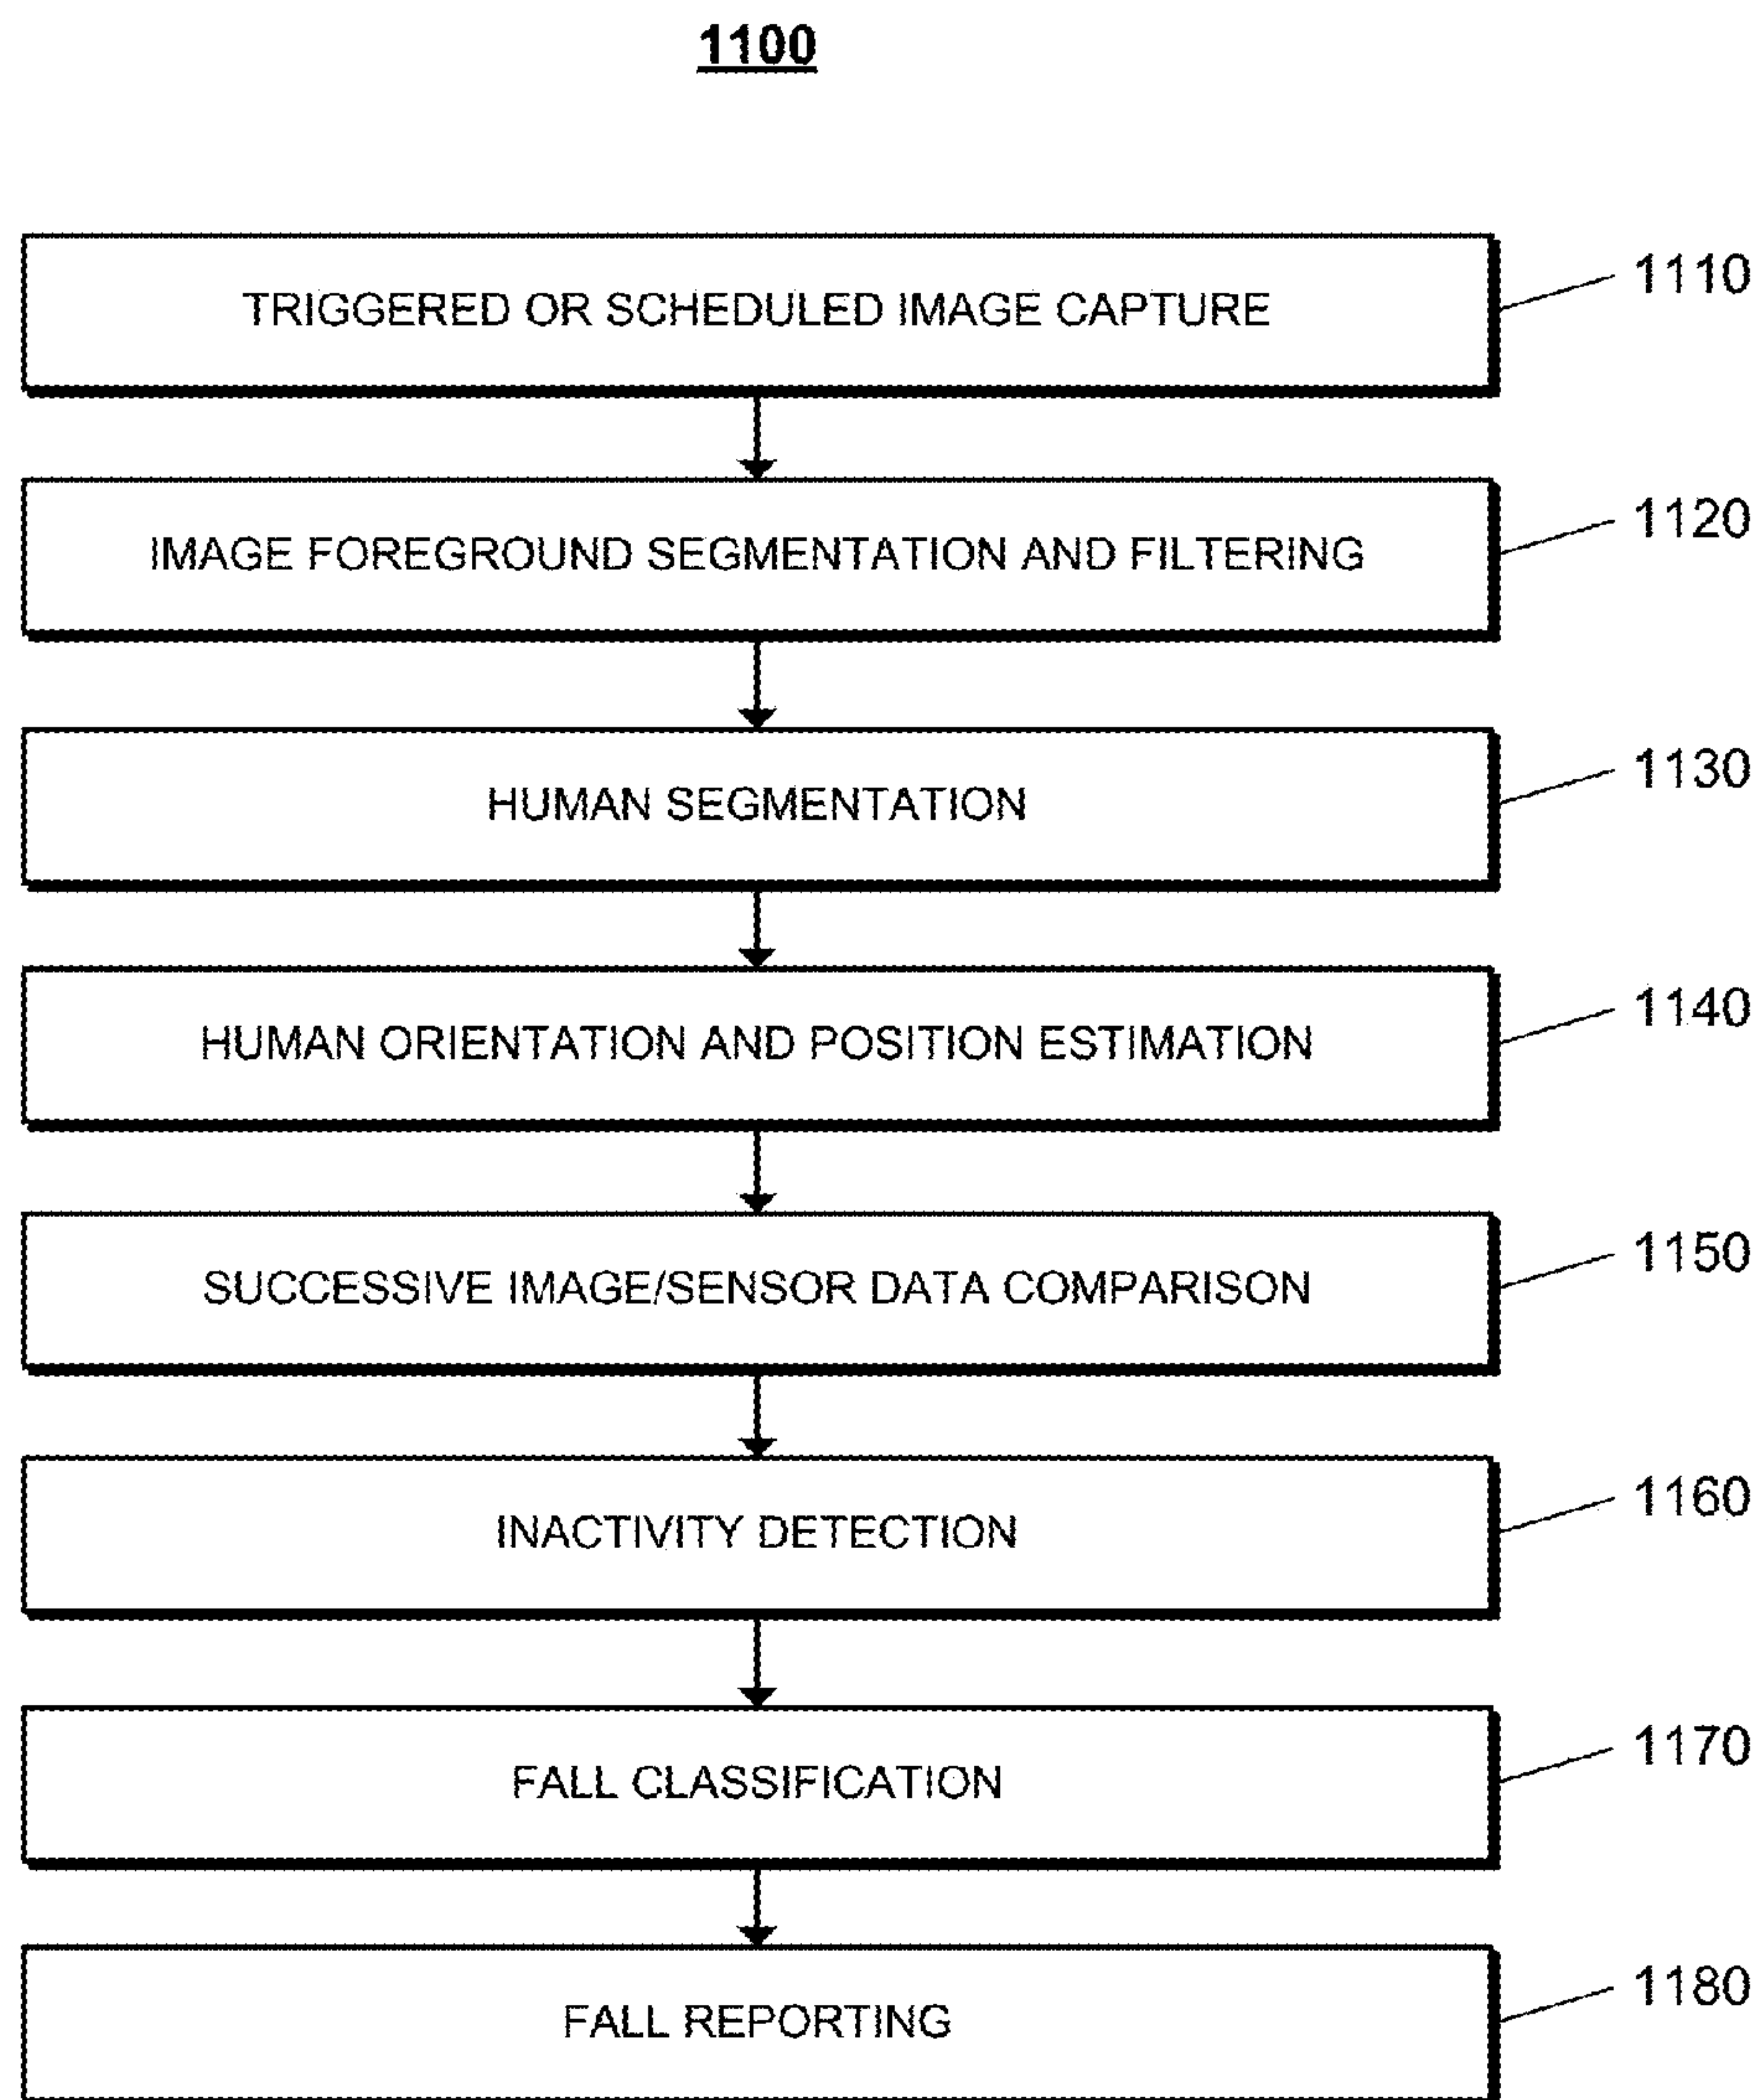 1100
TRIGGERED OR SCHEDULED IMAGE CAPTURE
1110
IMAGE FOREGROUND SEGMENTATION AND FILTERING
1120
HUMAN SEGMENTATION
1130
HUMAN ORIENTATION AND POSITION ESTIMATION
1140
SUCCESSIVE IMAGE/SENSOR DATA COMPARISON
1150
INACTIVITY DETECTION
1160
FALL CLASSIFICATION
1170
FALL REPORTING
1180